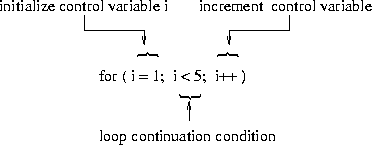 initialize control variable i
increment control variable
for ( i = 1; i < 5; i++ )
loop continuation condition